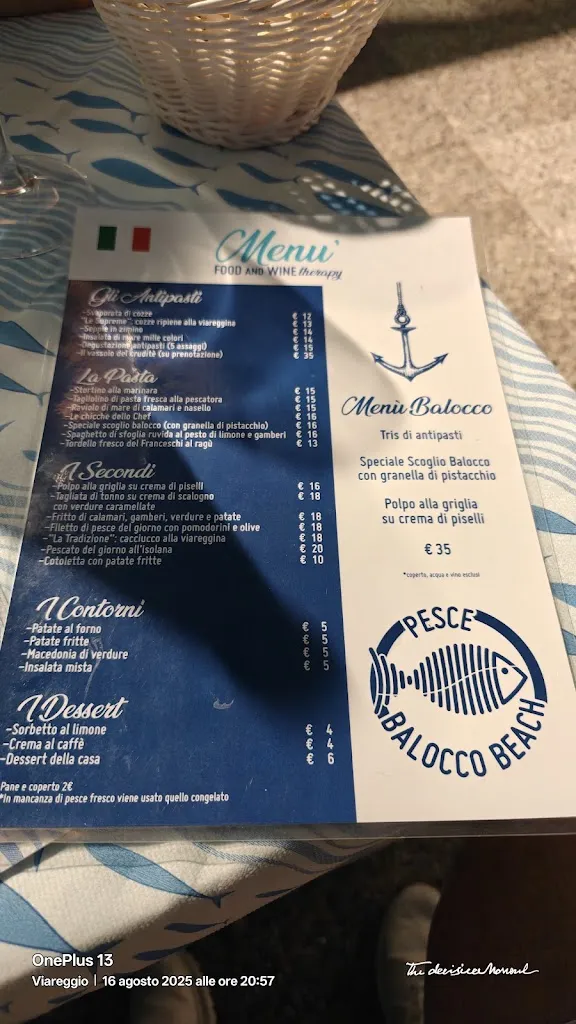 Menu'
FOOD AND WINE therapy
Gli Antipasti
-Svaporata di cozze € 12
-"Le Supreme": cozze ripiene alla viareggina € 13
-Seppie in zimino € 14
-Insalata di mare mille colori € 14
-Degustazione antipasti (5 assaggi) € 15
-Il vassoio dei crudité (su prenotazione) € 35
La Pasta
-Stortino alla marinara € 15
-Tagliolino di pasta fresca alla pescatora € 15
-Raviolo di mare di calamari e nasello € 15
-Le chicche dello Chef € 16
-Speciale scoglio balocco (con granella di pistacchio) € 16
-Spaghetto di sfoglia ruvida al pesto di limone e gamberi € 16
-Tordello fresco del Franceschi al ragù € 13
I Secondi
-Polpo alla griglia su crema di piselli € 16
-Tagliata di tonno su crema di scalogno € 18
con verdure caramellate
-Fritto di calamari, gamberi, verdure e patate € 18
-Filetto di pesce del giorno con pomodorini e olive € 18
-"La Tradizione": cacciucco alla viareggina € 18
-Pescato del giorno all'isolana € 20
-Cotoletta con patate fritte € 10
I Contorni
-Patate al forno € 5
-Patate fritte € 5
-Macedonia di verdure € 5
-Insalata mista € 5
I Dessert
-Sorbetto al limone € 4
-Crema al caffè € 4
-Dessert della casa € 6
Pane e coperto 2€
*In mancanza di pesce fresco viene usato quello congelato
Menù Balocco
Tris di antipasti
Speciale Scoglio Balocco
con granella di pistacchio
Polpo alla griglia
su crema di piselli
€ 35
*coperto, acqua e vino esclusi
PESCE
BALOCCO BEACH
OnePlus 13
Viareggio | 16 agosto 2025 alle ore 20:57